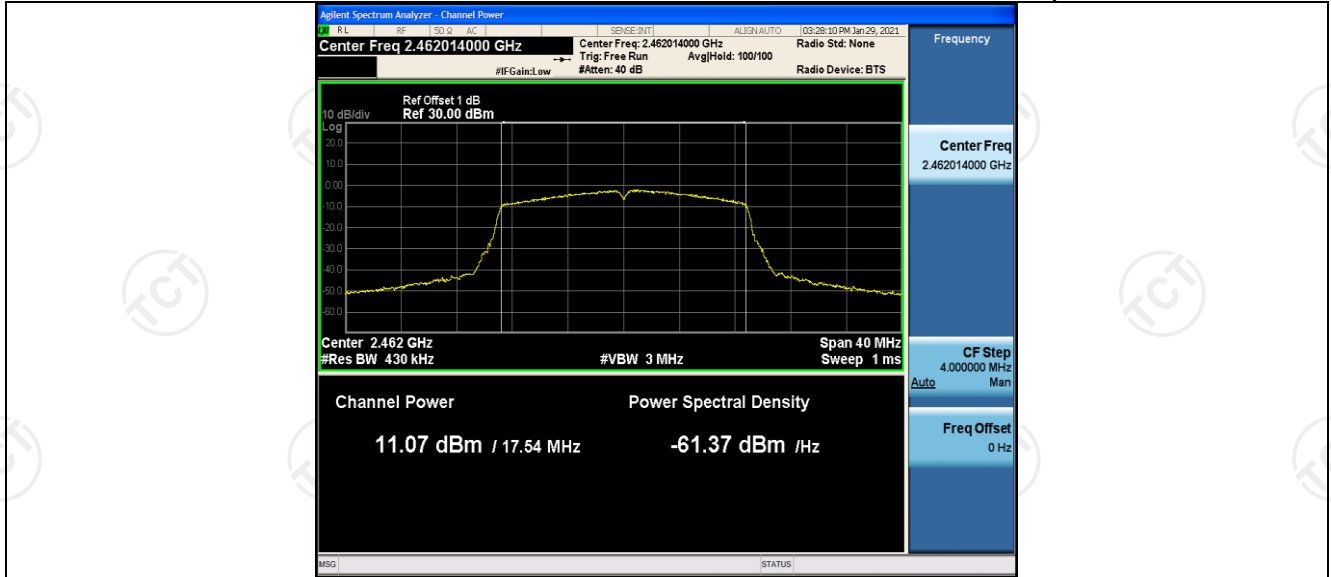 Agilent Spectrum Analyzer - Channel Power
RL RF 50 Ω AC SENSE:INT ALIGN AUTO 03:28:10 PM Jan 29, 2021
Center Freq 2.462014000 GHz
Center Freq: 2.462014000 GHz
Radio Std: None
Trig: Free Run Avg|Hold: 100/100
#IFGain:Low
#Atten: 40 dB
Radio Device: BTS
Frequency
Ref Offset 1 dB
10 dB/div Ref 30.00 dBm
Log
20.0
10.0
0.00
-10.0
-20.0
-30.0
-40.0
-50.0
-60.0
Center 2.462 GHz
Span 40 MHz
#Res BW 430 kHz
#VBW 3 MHz
Sweep 1 ms
Channel Power
Power Spectral Density
11.07 dBm / 17.54 MHz
-61.37 dBm /Hz
Center Freq
2.462014000 GHz
CF Step
4.000000 MHz
Auto Man
Freq Offset
0 Hz
MSG
STATUS
TCT
TCT